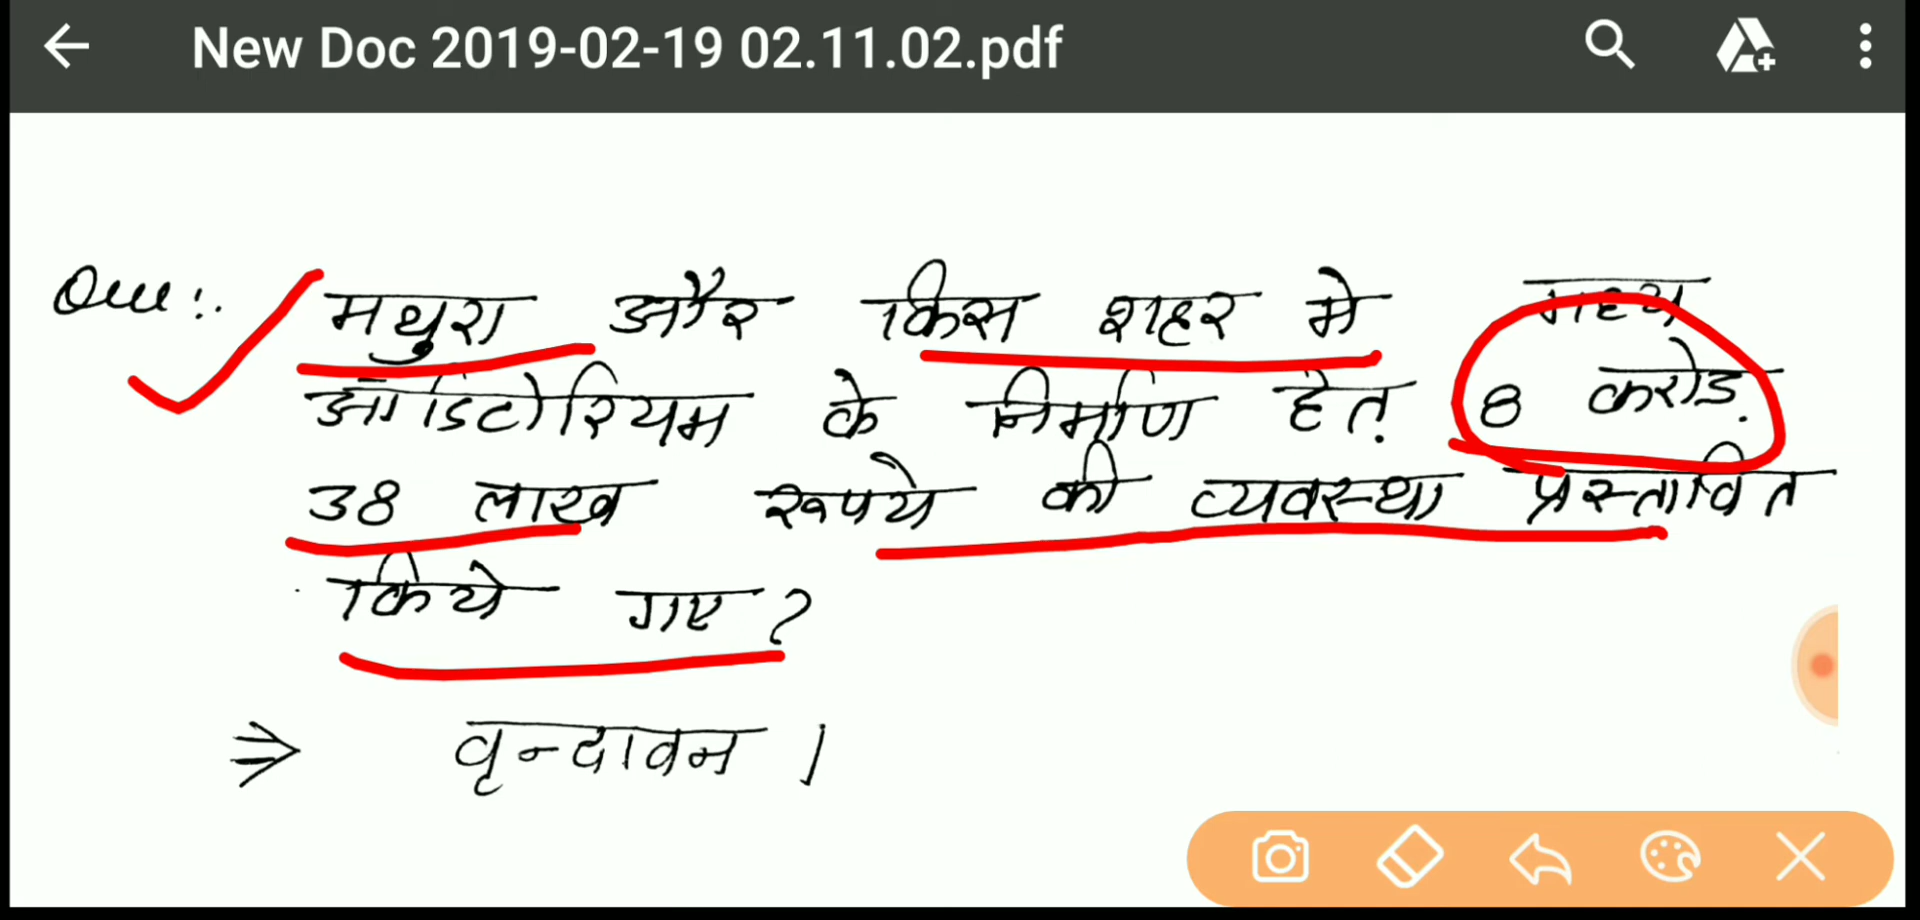 New Doc 2019-02-19 02.11.02.pdf
Que:. मथुरा और किस शहर मे
ऑडिटोरियम के निर्माण हेतु 8 करोड़
38 लाख रूपये की व्यवस्था प्रस्तावित
किये गए?
⇒ वृन्दावन ।